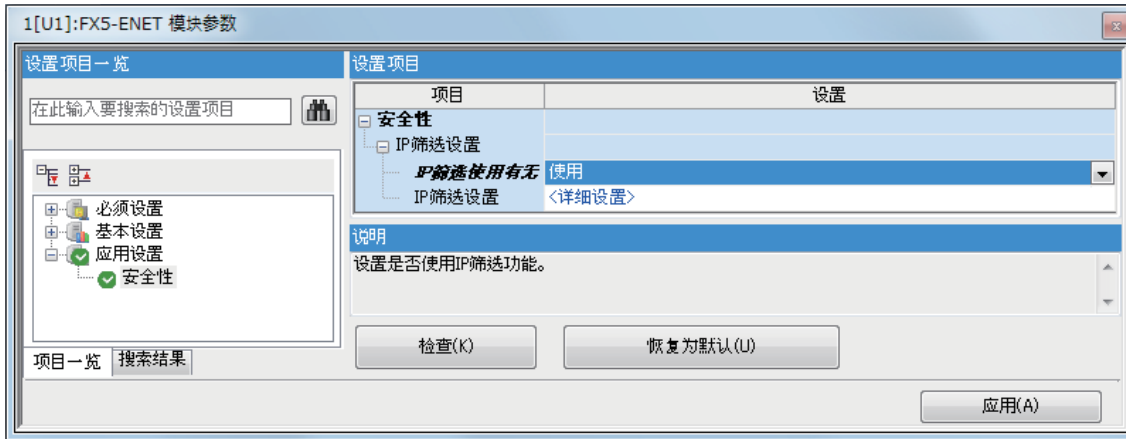 1[U1]:FX5-ENET 模块参数
设置项目一览
在此输入要搜索的设置项目
必须设置
基本设置
应用设置
安全性
项目一览 搜索结果
设置项目
项目 设置
安全性
IP筛选设置
IP筛选使用有无 使用
IP筛选设置 <详细设置>
说明
设置是否使用IP筛选功能。
检查(K) 恢复为默认(U)
应用(A)